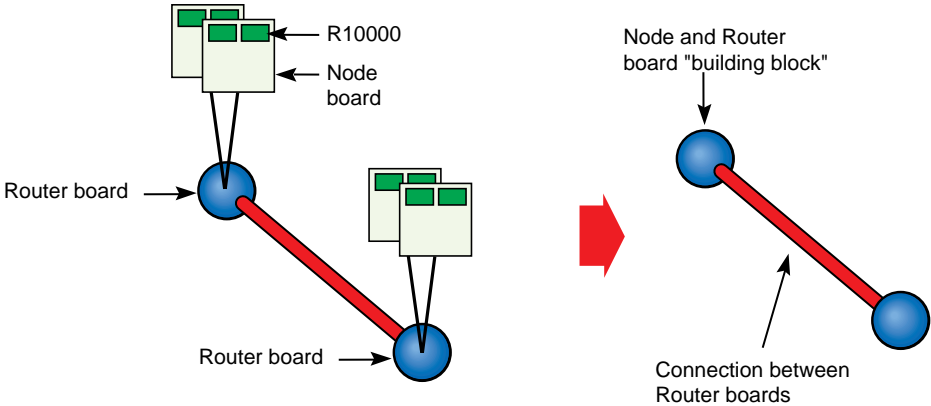 R10000
Node
board
Router board
Router board
Node and Router
board "building block"
Connection between
Router boards